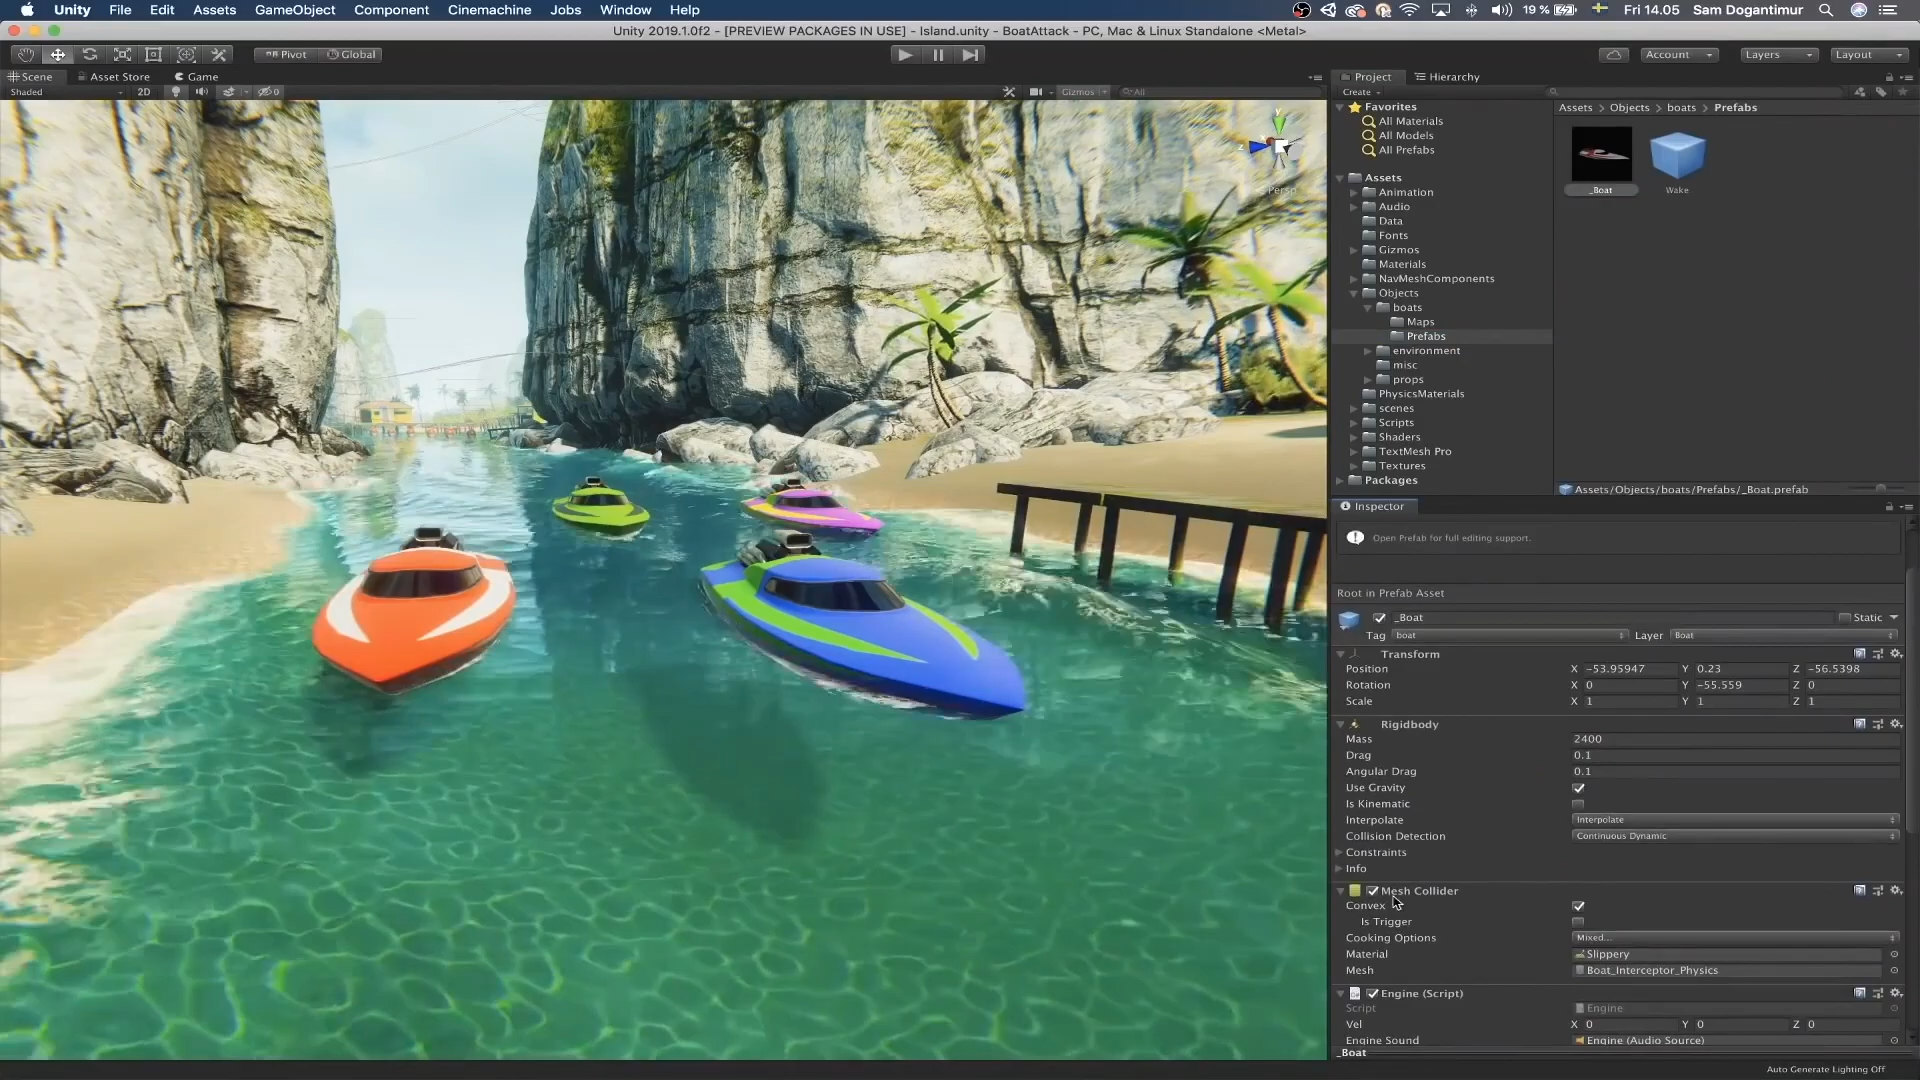 Unity File Edit Assets GameObject Component Cinemachine Jobs Window Help 19 % Fri 14.05 Sam Dogantimur
Unity 2019.1.0f2 - [PREVIEW PACKAGES IN USE] - Island.unity - BoatAttack - PC, Mac & Linux Standalone <Metal>
Pivot Global Account Layers Layout
Scene Asset Store Game
Shaded 2D 0 Gizmos All
Persp
Project Hierarchy
Create
Favorites
All Materials
All Models
All Prefabs
Assets
Animation
Audio
Data
Fonts
Gizmos
Materials
NavMeshComponents
Objects
boats
Maps
Prefabs
environment
misc
props
PhysicsMaterials
scenes
Scripts
Shaders
TextMesh Pro
Textures
Packages
Assets > Objects > boats > Prefabs
_Boat Wake
Assets/Objects/boats/Prefabs/_Boat.prefab
Inspector
Open Prefab for full editing support.
Root in Prefab Asset
_Boat Static
Tag boat Layer Boat
Transform
Position X -53.95947 Y 0.23 Z -56.5398
Rotation X 0 Y -55.559 Z 0
Scale X 1 Y 1 Z 1
Rigidbody
Mass 2400
Drag 0.1
Angular Drag 0.1
Use Gravity
Is Kinematic
Interpolate Interpolate
Collision Detection Continuous Dynamic
Constraints
Info
Mesh Collider
Convex
Is Trigger
Cooking Options Mixed...
Material Slippery
Mesh Boat_Interceptor_Physics
Engine (Script)
Script Engine
Vel X 0 Y 0 Z 0
Engine Sound Engine (Audio Source)
_Boat
Auto Generate Lighting Off